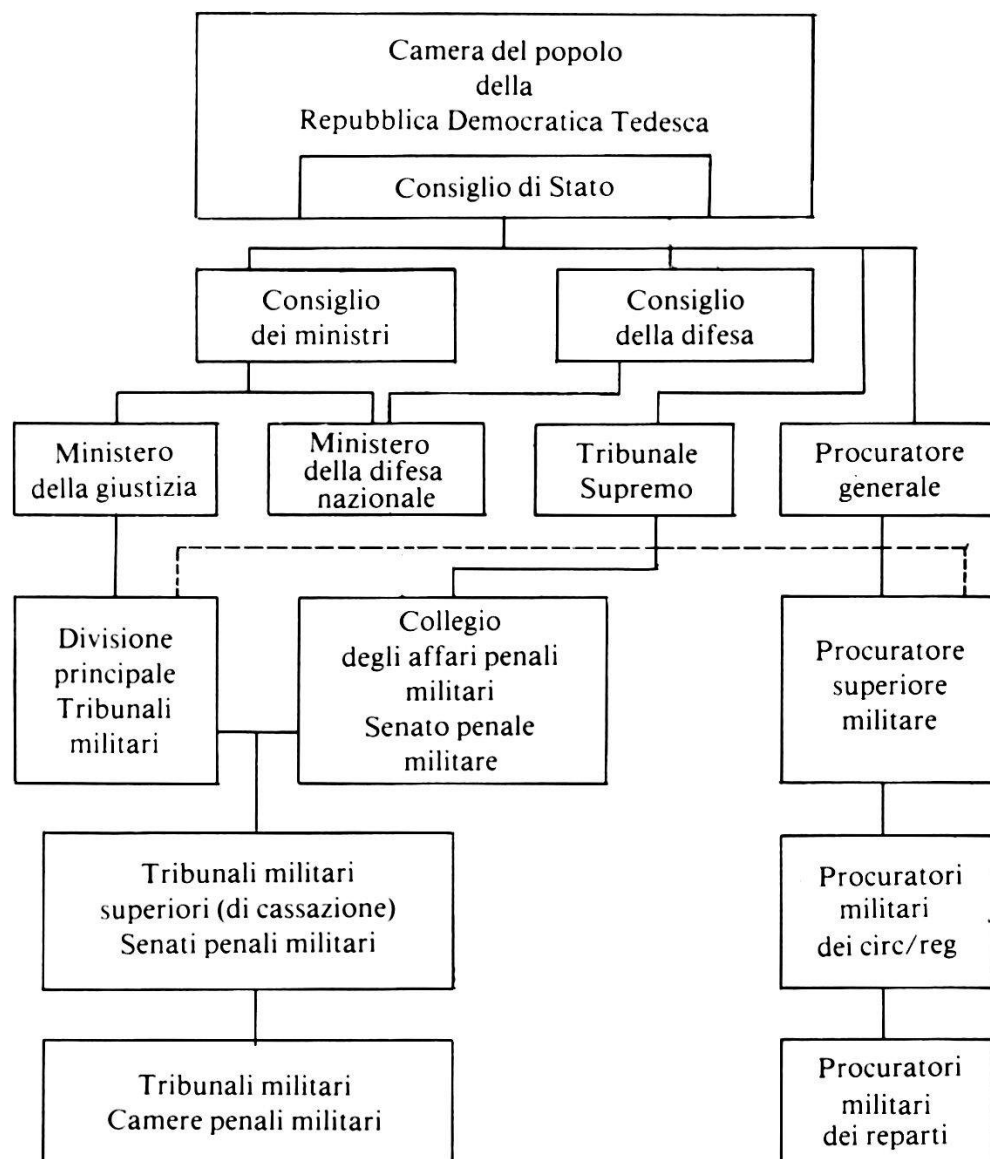 Camera del popolo
della
Repubblica Democratica Tedesca
Consiglio di Stato
Consiglio
dei ministri
Consiglio
della difesa
Ministero
della giustizia
Ministero
della difesa
nazionale
Tribunale
Supremo
Procuratore
generale
Divisione
principale
Tribunali
militari
Collegio
degli affari penali
militari
Senato penale
militare
Procuratore
superiore
militare
Tribunali militari
superiori (di cassazione)
Senati penali militari
Procuratori
militari
dei circ/reg
Tribunali militari
Camere penali militari
Procuratori
militari
dei reparti